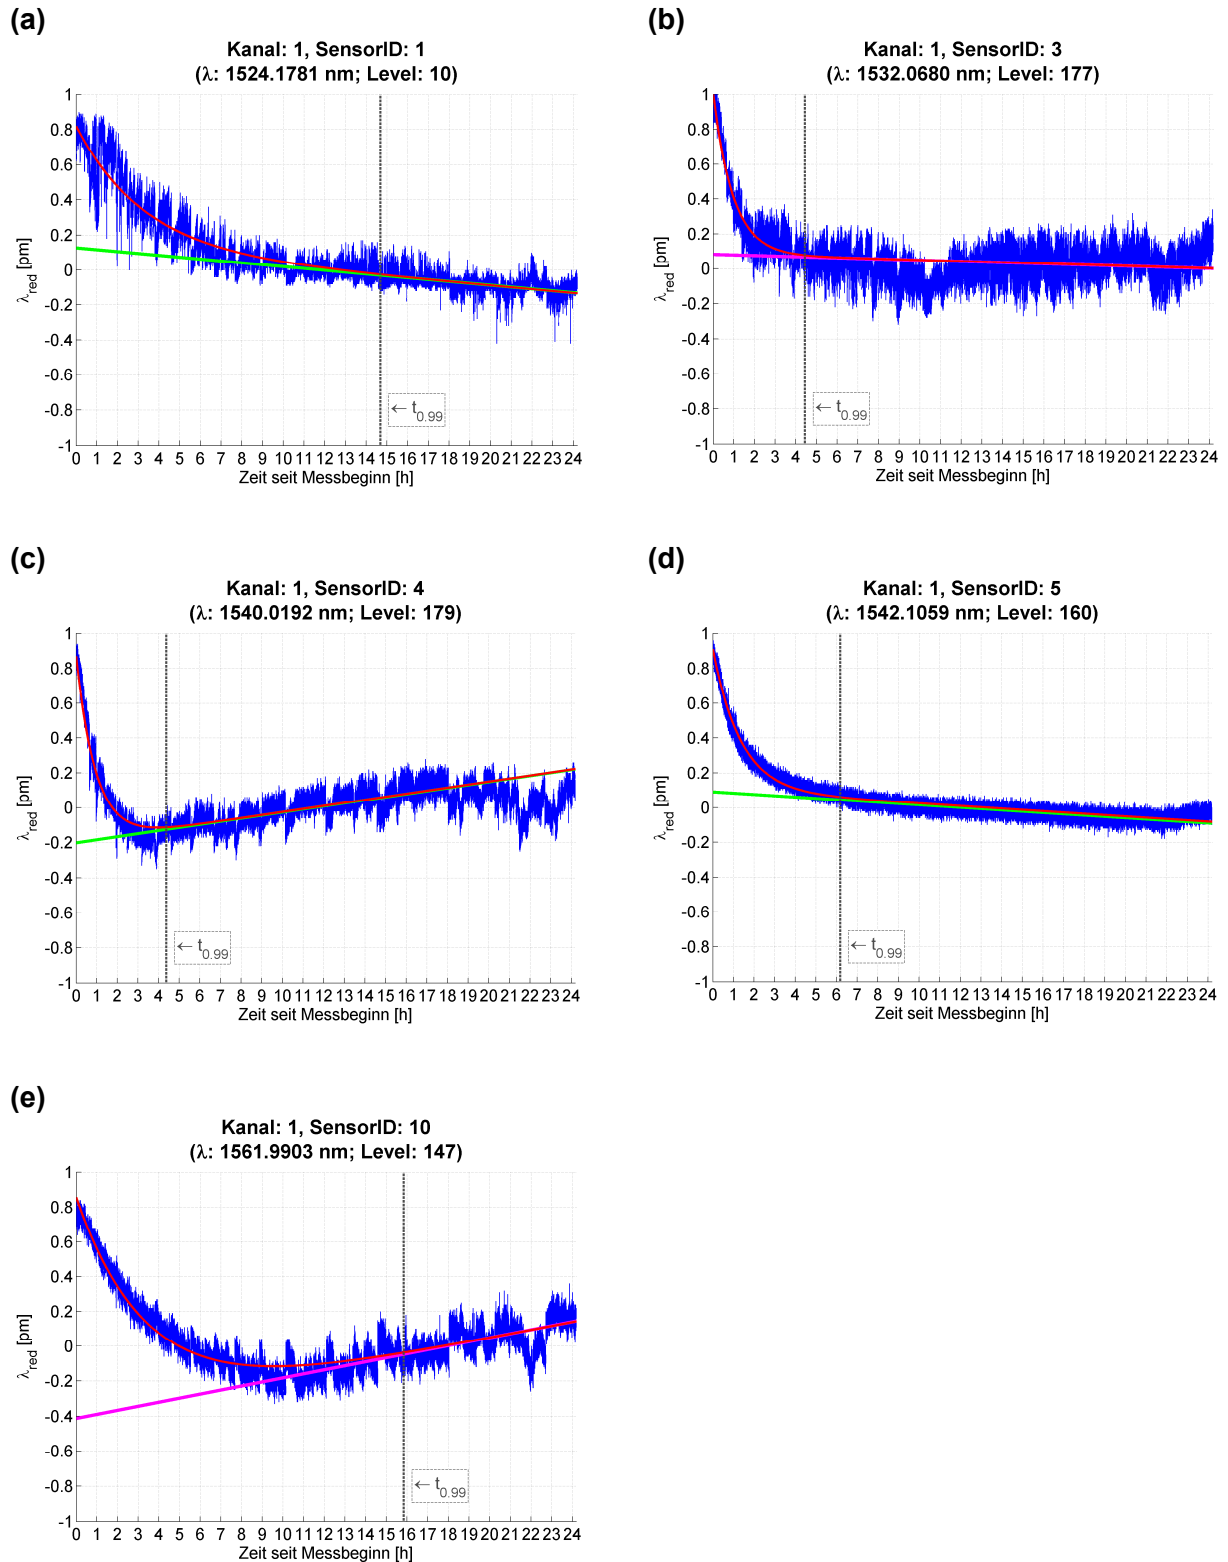 (a)
Kanal: 1, SensorID: 1
(λ: 1524.1781 nm; Level: 10)
1
0.8
0.6
0.4
0.2
0
-0.2
-0.4
-0.6
-0.8
-1
λred [pm]
← t0.99
0 1 2 3 4 5 6 7 8 9 10 11 12 13 14 15 16 17 18 19 20 21 22 23 24
Zeit seit Messbeginn [h]
(b)
Kanal: 1, SensorID: 3
(λ: 1532.0680 nm; Level: 177)
1
0.8
0.6
0.4
0.2
0
-0.2
-0.4
-0.6
-0.8
-1
λred [pm]
← t0.99
0 1 2 3 4 5 6 7 8 9 10 11 12 13 14 15 16 17 18 19 20 21 22 23 24
Zeit seit Messbeginn [h]
(c)
Kanal: 1, SensorID: 4
(λ: 1540.0192 nm; Level: 179)
1
0.8
0.6
0.4
0.2
0
-0.2
-0.4
-0.6
-0.8
-1
λred [pm]
← t0.99
0 1 2 3 4 5 6 7 8 9 10 11 12 13 14 15 16 17 18 19 20 21 22 23 24
Zeit seit Messbeginn [h]
(d)
Kanal: 1, SensorID: 5
(λ: 1542.1059 nm; Level: 160)
1
0.8
0.6
0.4
0.2
0
-0.2
-0.4
-0.6
-0.8
-1
λred [pm]
← t0.99
0 1 2 3 4 5 6 7 8 9 10 11 12 13 14 15 16 17 18 19 20 21 22 23 24
Zeit seit Messbeginn [h]
(e)
Kanal: 1, SensorID: 10
(λ: 1561.9903 nm; Level: 147)
1
0.8
0.6
0.4
0.2
0
-0.2
-0.4
-0.6
-0.8
-1
λred [pm]
← t0.99
0 1 2 3 4 5 6 7 8 9 10 11 12 13 14 15 16 17 18 19 20 21 22 23 24
Zeit seit Messbeginn [h]